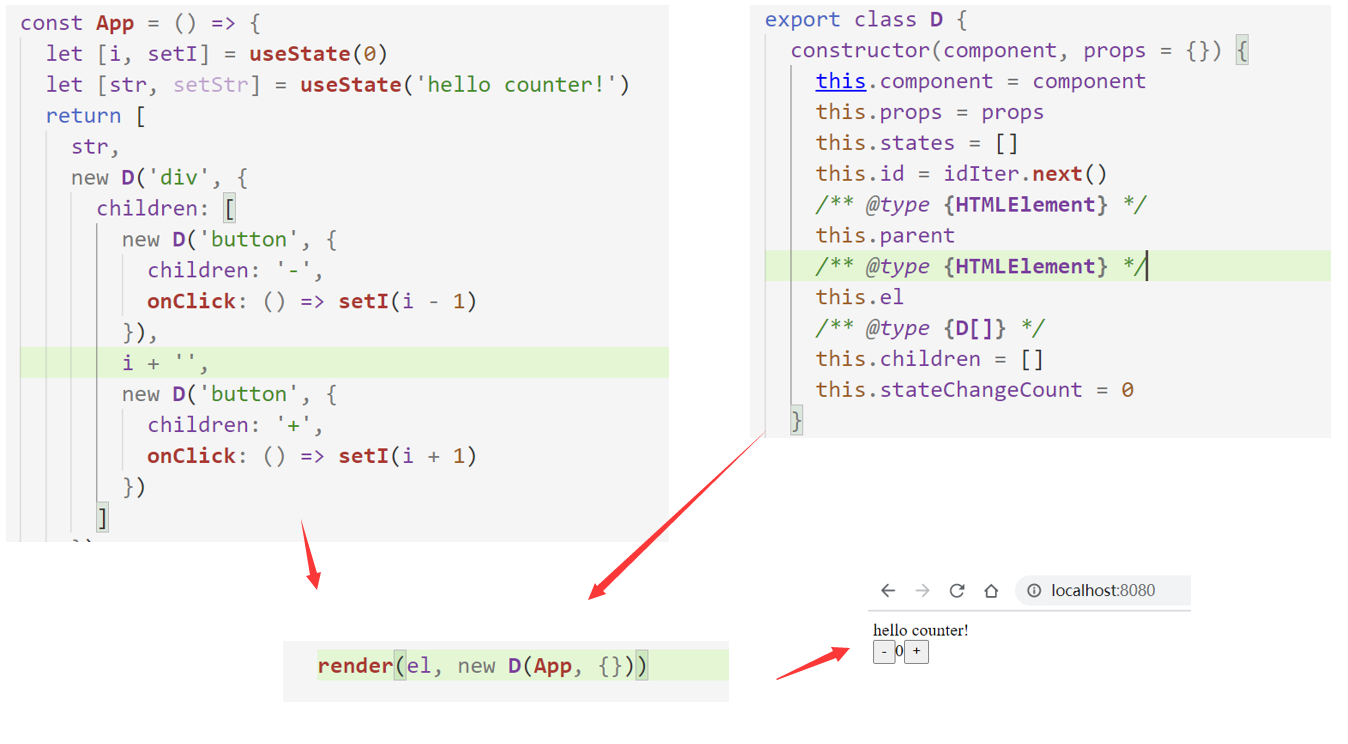 const App = () => {
let [i, setI] = useState(0)
let [str, setStr] = useState('hello counter!')
return [
str,
new D('div', {
children: [
new D('button', {
children: '-',
onClick: () => setI(i - 1)
}),
i + '',
new D('button', {
children: '+',
onClick: () => setI(i + 1)
})
]
export class D {
constructor(component, props = {}) {
this.component = component
this.props = props
this.states = []
this.id = idIter.next()
/** @type {HTMLElement} */
this.parent
/** @type {HTMLElement} */
this.el
/** @type {D[]} */
this.children = []
this.stateChangeCount = 0
}
render(el, new D(App, {}))
localhost:8080
hello counter!
- 0 +